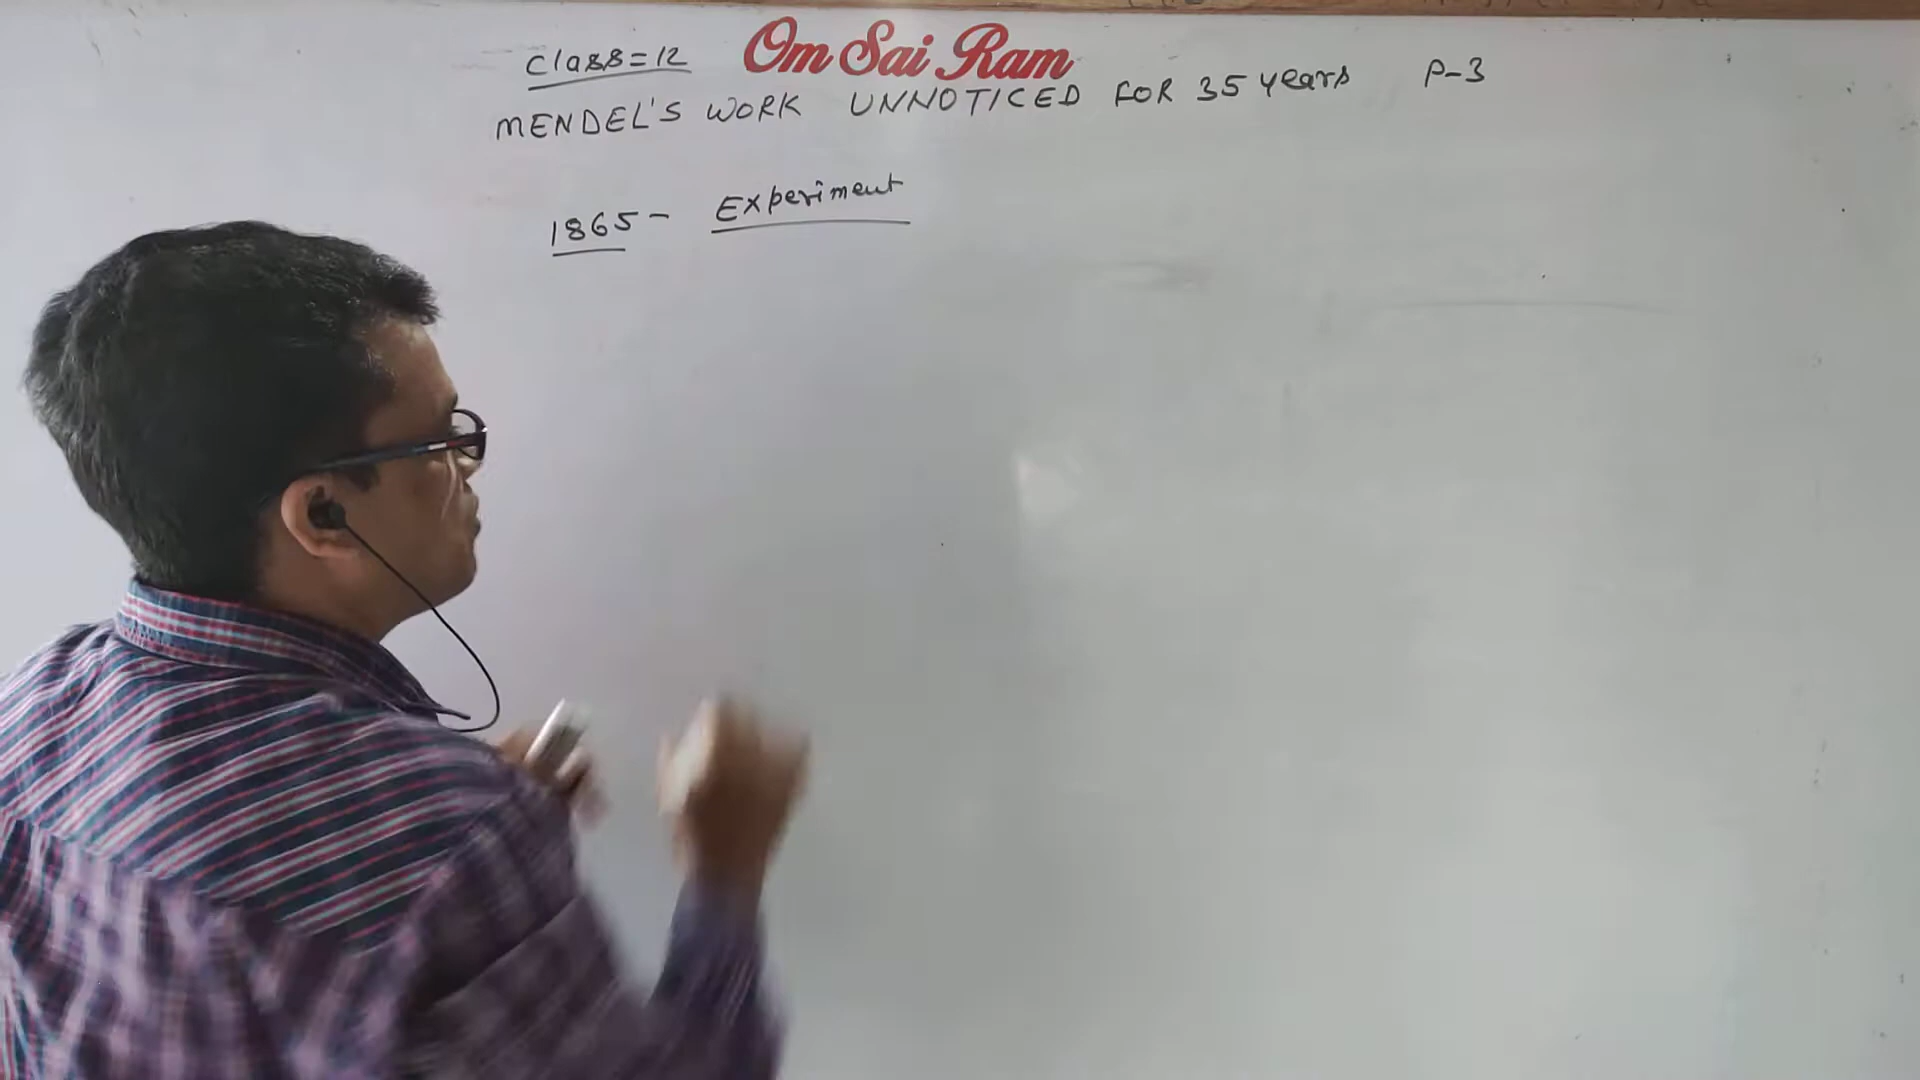 Class=12
Om Sai Ram
MENDEL'S WORK UNNOTICED FOR 35 years P-3
1865- Experiment